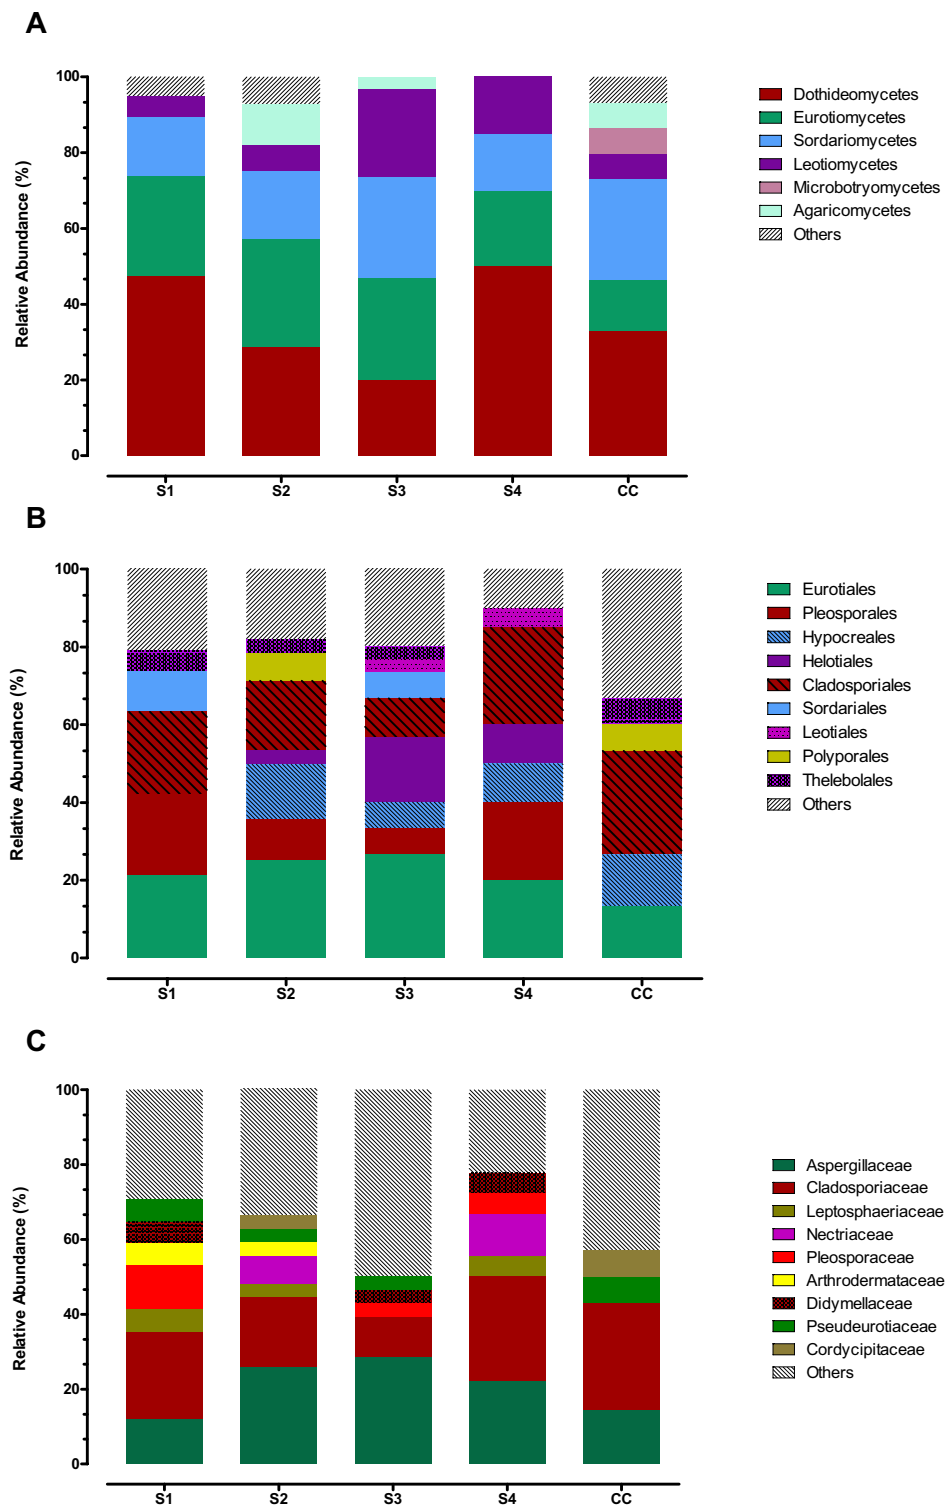 A
Relative Abundance (%)
100
80
60
40
20
0
S1 S2 S3 S4 CC
Dothideomycetes
Eurotiomycetes
Sordariomycetes
Leotiomycetes
Microbotryomycetes
Agaricomycetes
Others
B
Relative Abundance (%)
100
80
60
40
20
0
S1 S2 S3 S4 CC
Eurotiales
Pleosporales
Hypocreales
Helotiales
Cladosporiales
Sordariales
Leotiales
Polyporales
Thelebolales
Others
C
Relative Abundance (%)
100
80
60
40
20
0
S1 S2 S3 S4 CC
Aspergillaceae
Cladosporiaceae
Leptosphaeriaceae
Nectriaceae
Pleosporaceae
Arthrodermataceae
Didymellaceae
Pseudeurotiaceae
Cordycipitaceae
Others